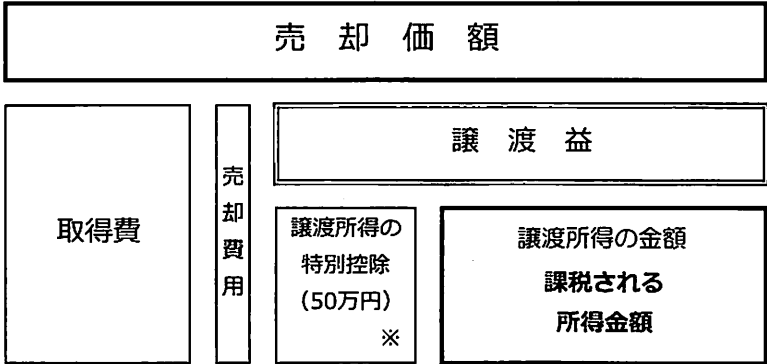 売却価額
取得費
売却費用
譲渡益
譲渡所得の
特別控除
（50万円）
※
譲渡所得の金額
課税される
所得金額